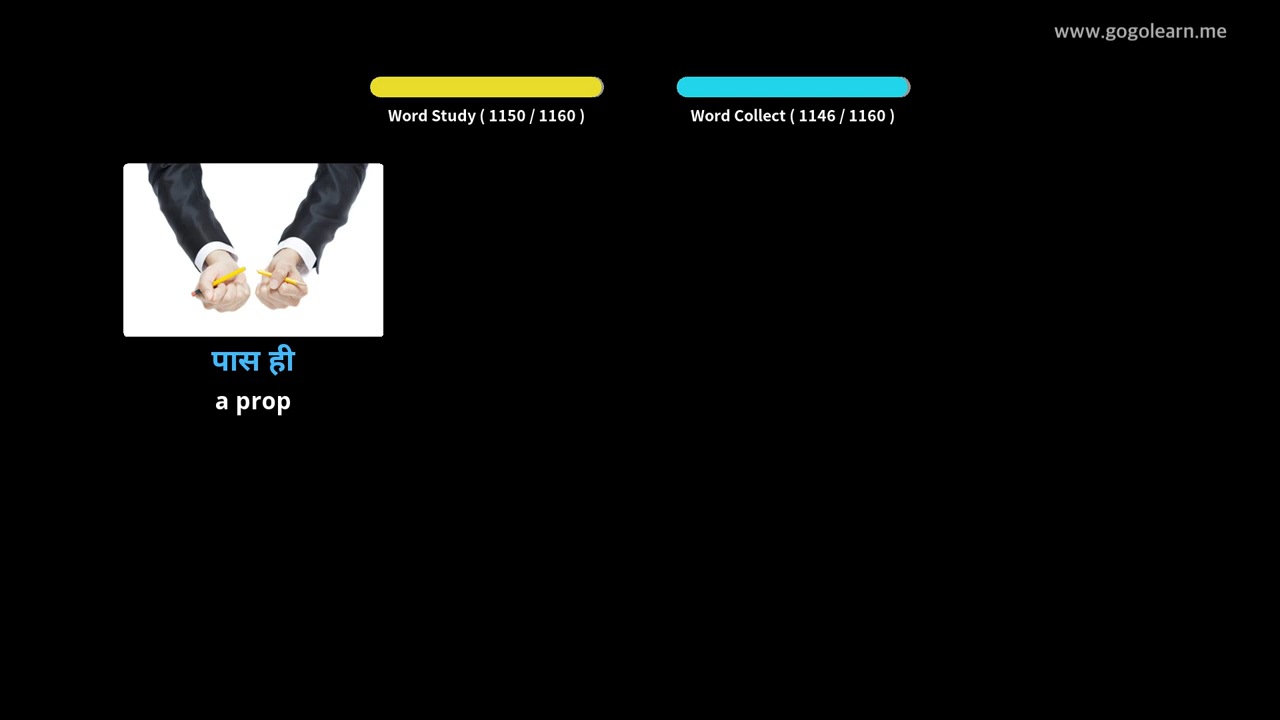 www.gogolearn.me
Word Study ( 1150 / 1160 )
Word Collect ( 1146 / 1160 )
पास ही
a prop